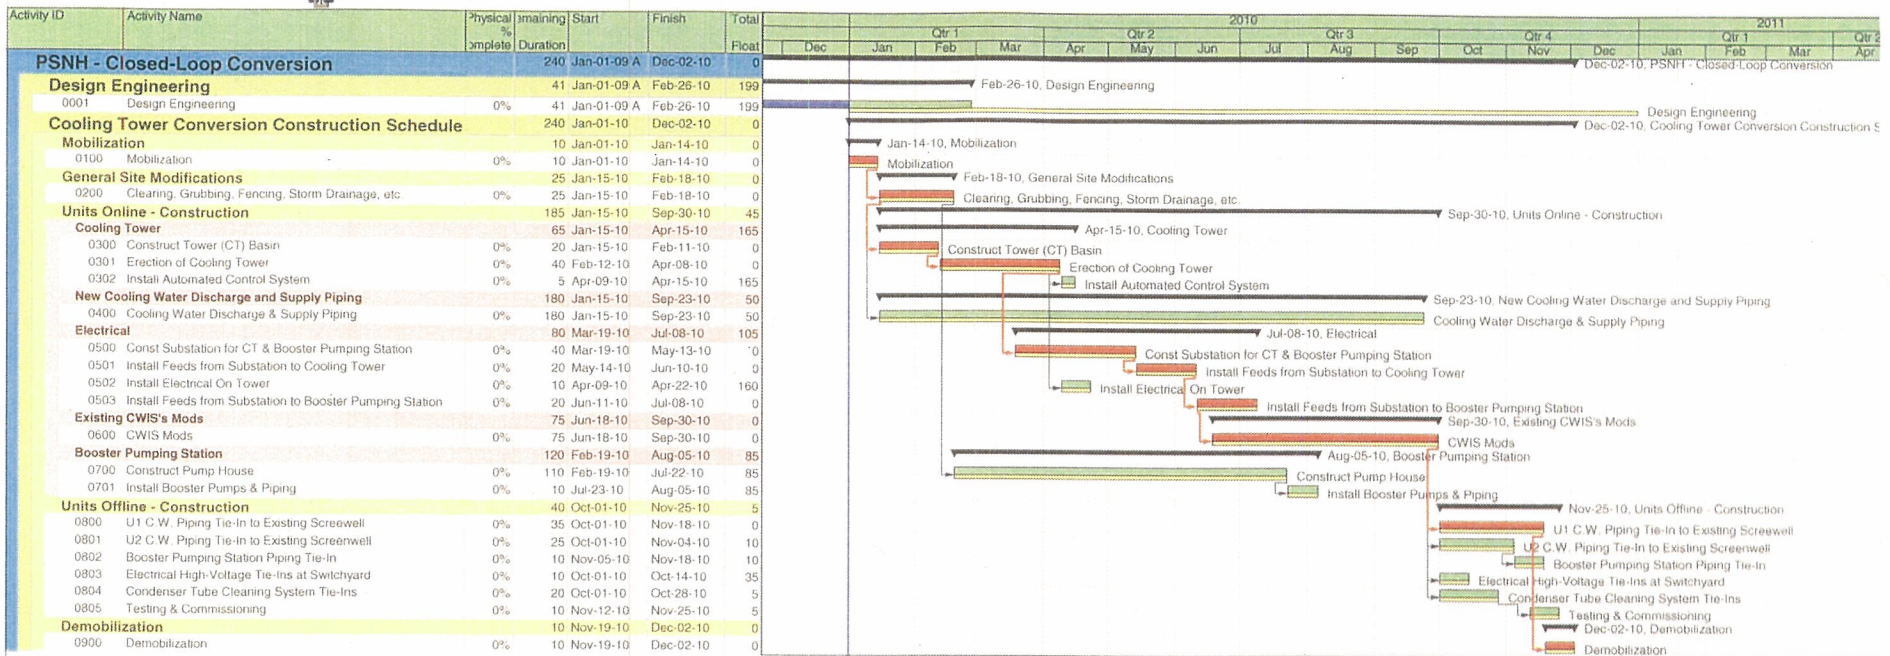 Activity ID Activity Name Physical % Complete Remaining Duration Start Finish Total Float 2010 2011
Qtr 1 Qtr 2 Qtr 3 Qtr 4 Qtr 1 Qtr 2
Dec Jan Feb Mar Apr May Jun Jul Aug Sep Oct Nov Dec Jan Feb Mar Apr
PSNH - Closed-Loop Conversion 240 Jan-01-09 A Dec-02-10 0 Dec-02-10, PSNH - Closed-Loop Conversion
Design Engineering 41 Jan-01-09 A Feb-26-10 199 Feb-26-10, Design Engineering
0001 Design Engineering 0% 41 Jan-01-09 A Feb-26-10 199 Design Engineering
Cooling Tower Conversion Construction Schedule 240 Jan-01-10 Dec-02-10 0 Dec-02-10, Cooling Tower Conversion Construction S
Mobilization 10 Jan-01-10 Jan-14-10 0 Jan-14-10, Mobilization
0100 Mobilization 0% 10 Jan-01-10 Jan-14-10 0 Mobilization
General Site Modifications 25 Jan-15-10 Feb-18-10 0 Feb-18-10, General Site Modifications
0200 Clearing, Grubbing, Fencing, Storm Drainage, etc. 0% 25 Jan-15-10 Feb-18-10 0 Clearing, Grubbing, Fencing, Storm Drainage, etc.
Units Online - Construction 185 Jan-15-10 Sep-30-10 45 Sep-30-10, Units Online - Construction
Cooling Tower 65 Jan-15-10 Apr-15-10 165 Apr-15-10, Cooling Tower
0300 Construct Tower (CT) Basin 0% 20 Jan-15-10 Feb-11-10 0 Construct Tower (CT) Basin
0301 Erection of Cooling Tower 0% 40 Feb-12-10 Apr-08-10 0 Erection of Cooling Tower
0302 Install Automated Control System 0% 5 Apr-09-10 Apr-15-10 165 Install Automated Control System
New Cooling Water Discharge and Supply Piping 180 Jan-15-10 Sep-23-10 50 Sep-23-10, New Cooling Water Discharge and Supply Piping
0400 Cooling Water Discharge & Supply Piping 0% 180 Jan-15-10 Sep-23-10 50 Cooling Water Discharge & Supply Piping
Electrical 80 Mar-19-10 Jul-08-10 105 Jul-08-10, Electrical
0500 Const Substation for CT & Booster Pumping Station 0% 40 Mar-19-10 May-13-10 0 Const Substation for CT & Booster Pumping Station
0501 Install Feeds from Substation to Cooling Tower 0% 20 May-14-10 Jun-10-10 0 Install Feeds from Substation to Cooling Tower
0502 Install Electrical On Tower 0% 10 Apr-09-10 Apr-22-10 160 Install Electrical On Tower
0503 Install Feeds from Substation to Booster Pumping Station 0% 20 Jun-11-10 Jul-08-10 0 Install Feeds from Substation to Booster Pumping Station
Existing CWIS's Mods 75 Jun-18-10 Sep-30-10 0 Sep-30-10, Existing CWIS's Mods
0600 CWIS Mods 0% 75 Jun-18-10 Sep-30-10 0 CWIS Mods
Booster Pumping Station 120 Feb-19-10 Aug-05-10 85 Aug-05-10, Booster Pumping Station
0700 Construct Pump House 0% 110 Feb-19-10 Jul-22-10 85 Construct Pump House
0701 Install Booster Pumps & Piping 0% 10 Jul-23-10 Aug-05-10 85 Install Booster Pumps & Piping
Units Offline - Construction 40 Oct-01-10 Nov-25-10 5 Nov-25-10, Units Offline - Construction
0800 U1 C.W. Piping Tie-In to Existing Screewell 0% 35 Oct-01-10 Nov-18-10 0 U1 C.W. Piping Tie-In to Existing Screewell
0801 U2 C.W. Piping Tie-In to Existing Screenwell 0% 25 Oct-01-10 Nov-04-10 10 U2 C.W. Piping Tie-In to Existing Screenwell
0802 Booster Pumping Station Piping Tie-In 0% 10 Nov-05-10 Nov-18-10 10 Booster Pumping Station Piping Tie-In
0803 Electrical High-Voltage Tie-Ins at Switchyard 0% 10 Oct-01-10 Oct-14-10 35 Electrical High-Voltage Tie-Ins at Switchyard
0804 Condenser Tube Cleaning System Tie-Ins 0% 20 Oct-01-10 Oct-28-10 5 Condenser Tube Cleaning System Tie-Ins
0805 Testing & Commissioning 0% 10 Nov-12-10 Nov-25-10 5 Testing & Commissioning
Demobilization 10 Nov-19-10 Dec-02-10 0 Dec-02-10, Demobilization
0900 Demobilization 0% 10 Nov-19-10 Dec-02-10 0 Demobilization